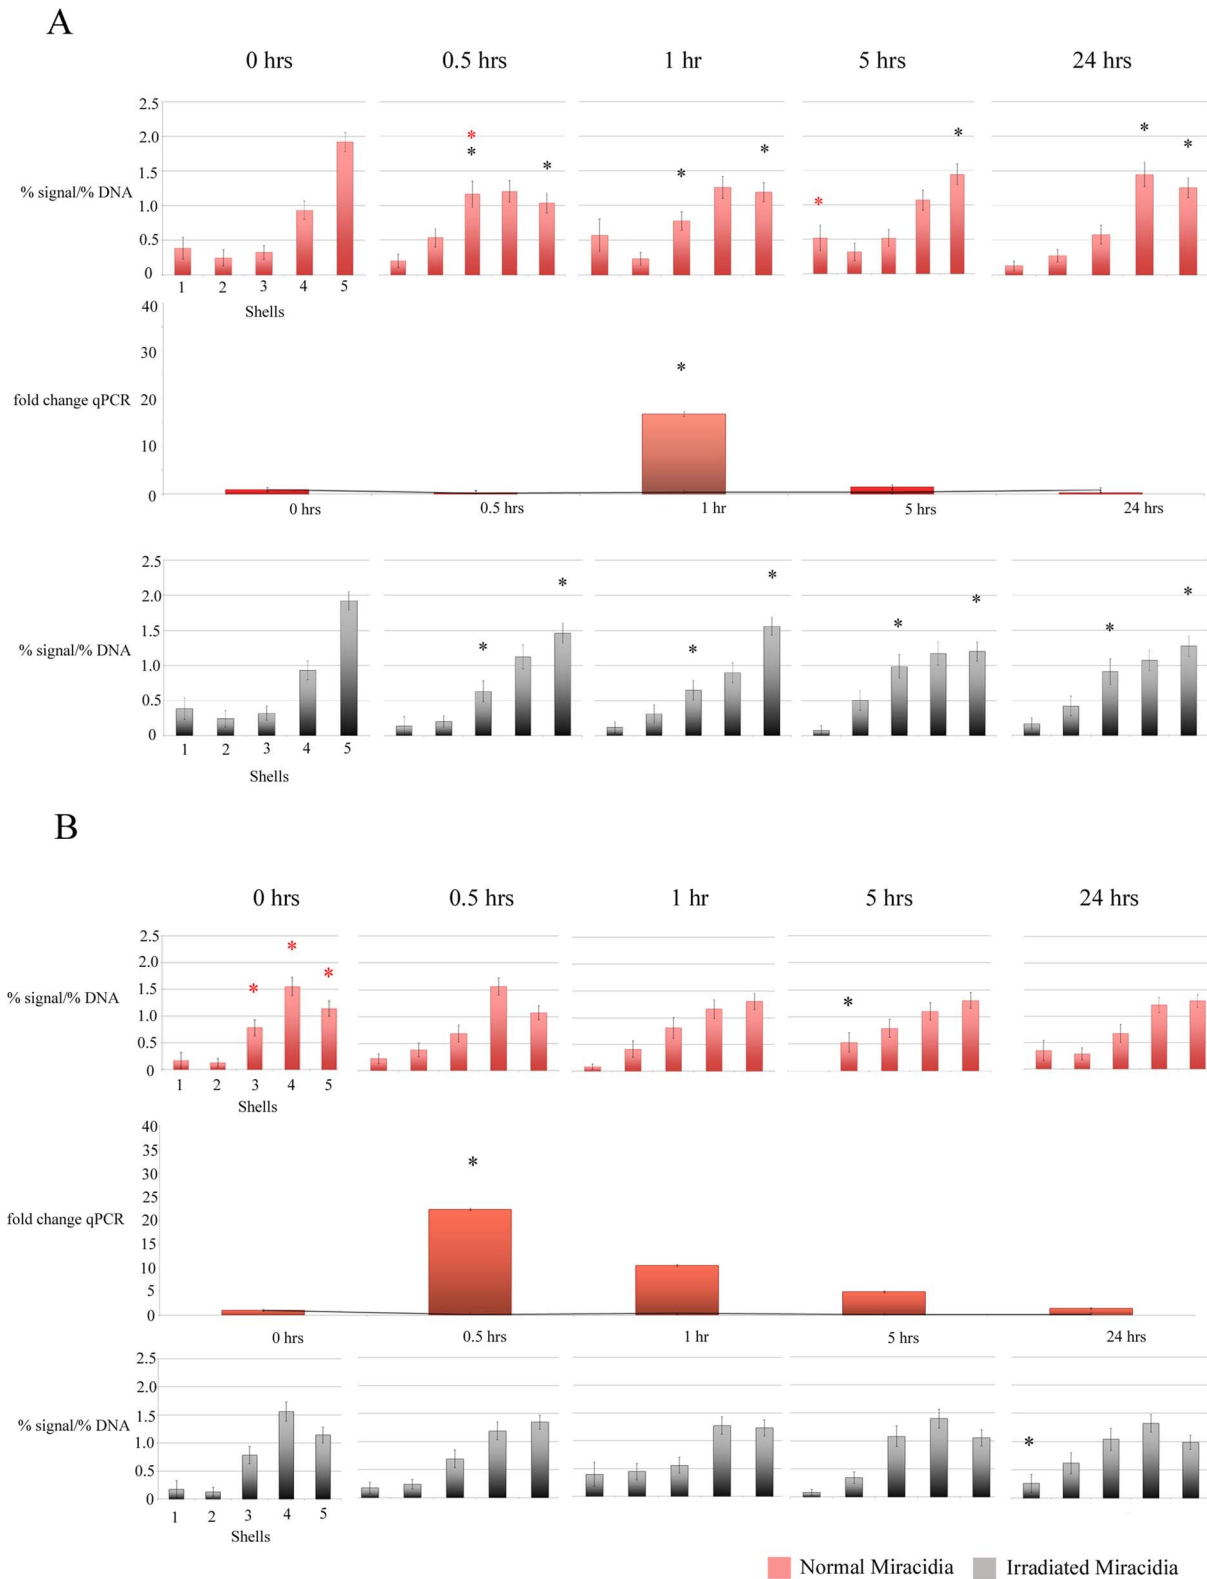 A
0 hrs 0.5 hrs 1 hr 5 hrs 24 hrs
2.5
2.0
% signal/% DNA
1.5
1.0
0.5
0
* * * * * * * * *
1 2 3 4 5
Shells
40
30
fold change qPCR
20
10
0
*
0 hrs 0.5 hrs 1 hr 5 hrs 24 hrs
2.5
2.0
% signal/% DNA
1.5
1.0
0.5
0
* * * * * * * *
1 2 3 4 5
Shells
B
0 hrs 0.5 hrs 1 hr 5 hrs 24 hrs
2.5
2.0
% signal/% DNA
1.5
1.0
0.5
0
* * * *
1 2 3 4 5
Shells
40
35
30
25
fold change qPCR
20
15
10
5
0
*
0 hrs 0.5 hrs 1 hr 5 hrs 24 hrs
2.5
2.0
% signal/% DNA
1.5
1.0
0.5
0
*
1 2 3 4 5
Shells
Normal Miracidia Irradiated Miracidia